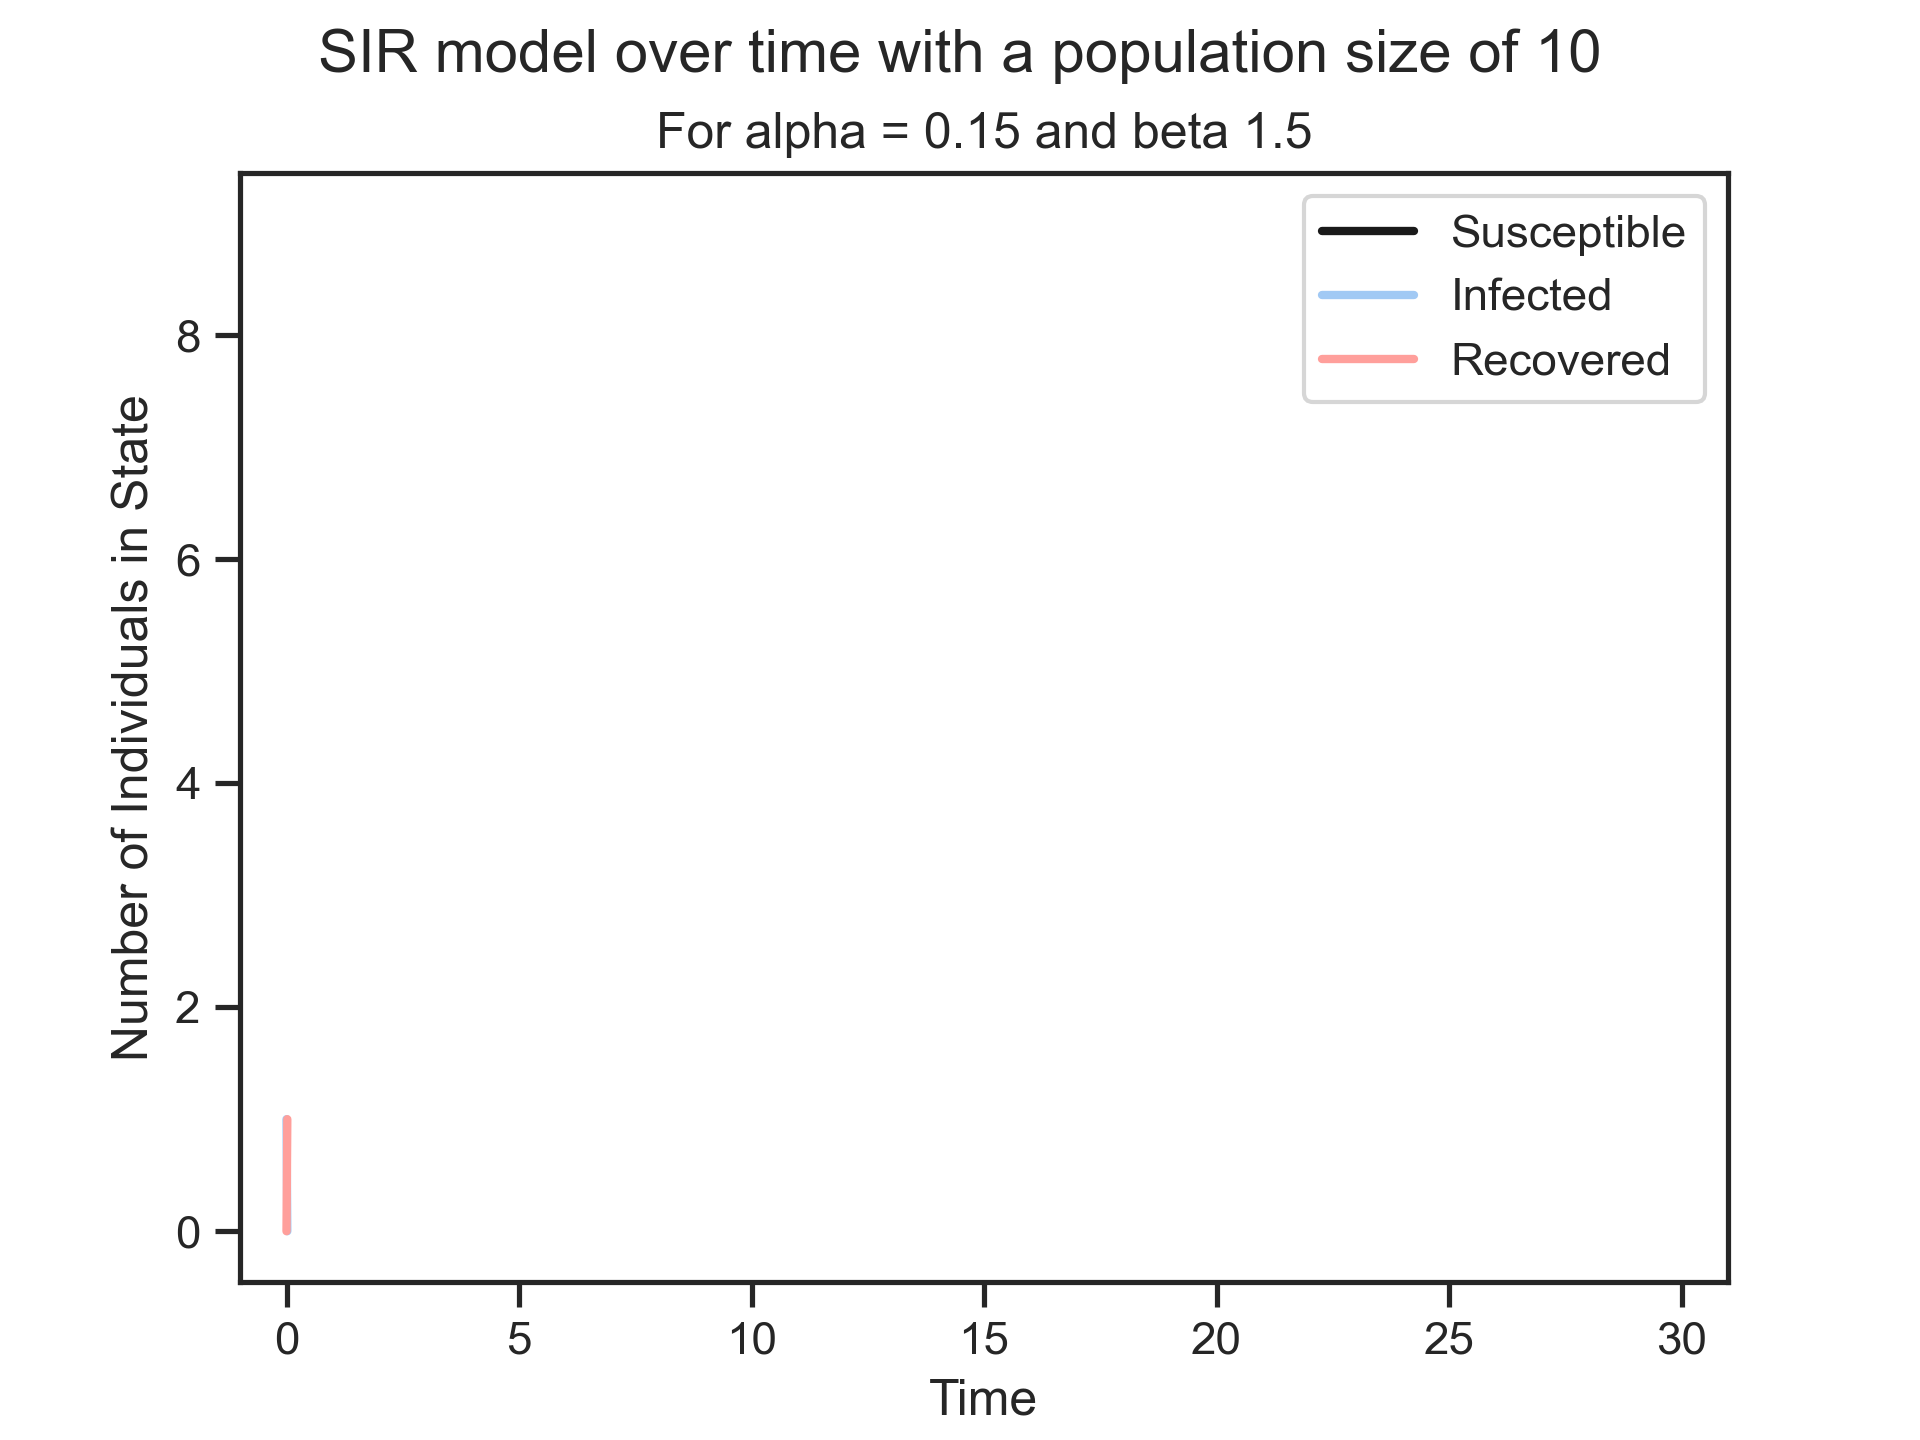 SIR model over time with a population size of 10
For alpha = 0.15 and beta 1.5
Susceptible
Infected
Recovered
Number of Individuals in State
8
6
4
2
0
0 5 10 15 20 25 30
Time